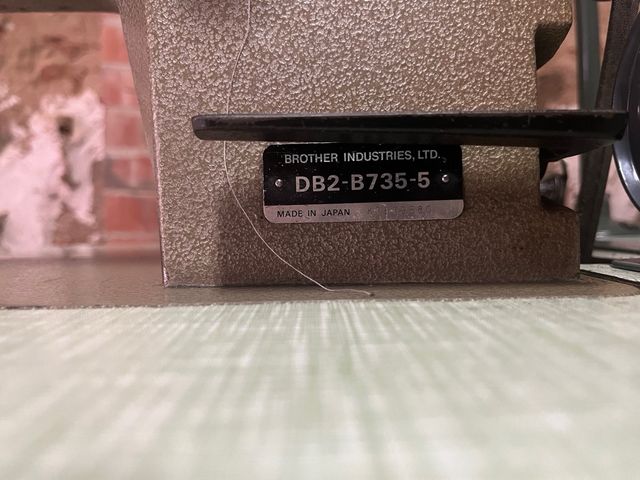 BROTHER INDUSTRIES, LTD.
DB2-B735-5
MADE IN JAPAN